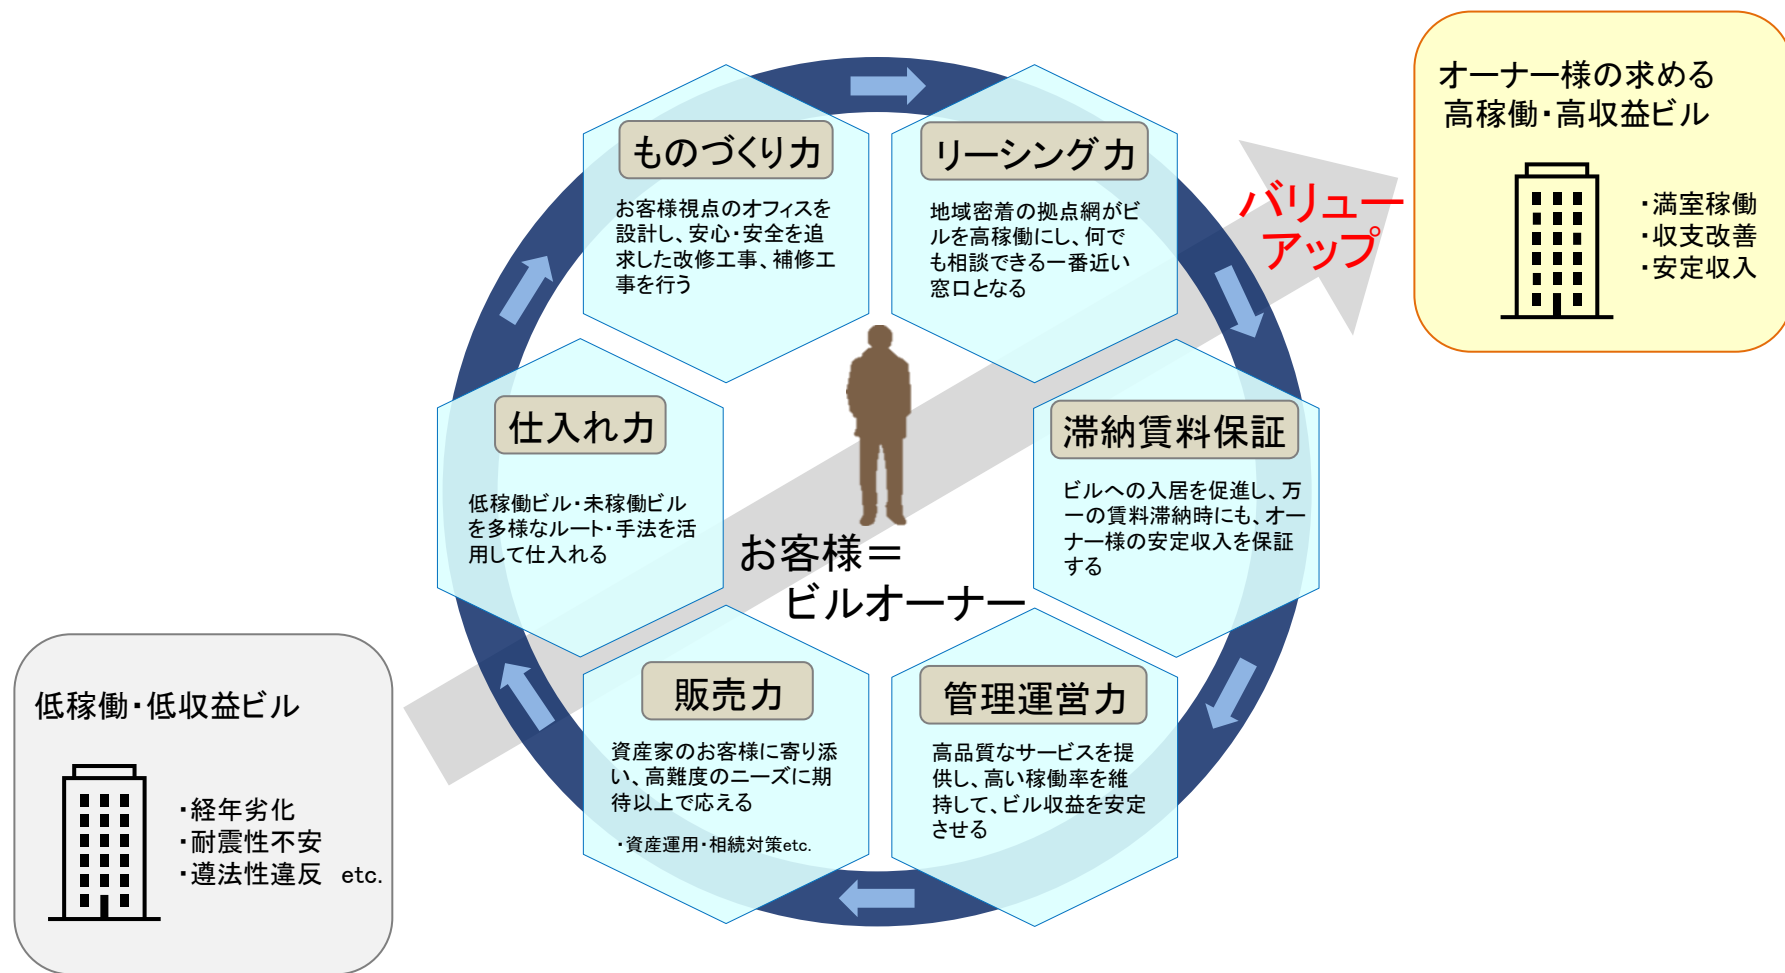 オーナー様の求める
高稼働・高収益ビル
・満室稼働
・収支改善
・安定収入
バリュー
アップ
ものづくり力
お客様視点のオフィスを
設計し、安心・安全を追
求した改修工事、補修工
事を行う
リーシング力
地域密着の拠点網がビ
ルを高稼働にし、何で
も相談できる一番近い
窓口となる
仕入れ力
低稼働ビル・未稼働ビル
を多様なルート・手法を活
用して仕入れる
滞納賃料保証
ビルへの入居を促進し、万
一の賃料滞納時にも、オー
ナー様の安定収入を保証
する
お客様＝
ビルオーナー
販売力
資産家のお客様に寄り添
い、高難度のニーズに期
待以上で応える
・資産運用・相続対策etc.
管理運営力
高品質なサービスを提
供し、高い稼働率を維
持して、ビル収益を安定
させる
低稼働・低収益ビル
・経年劣化
・耐震性不安
・遵法性違反　etc.